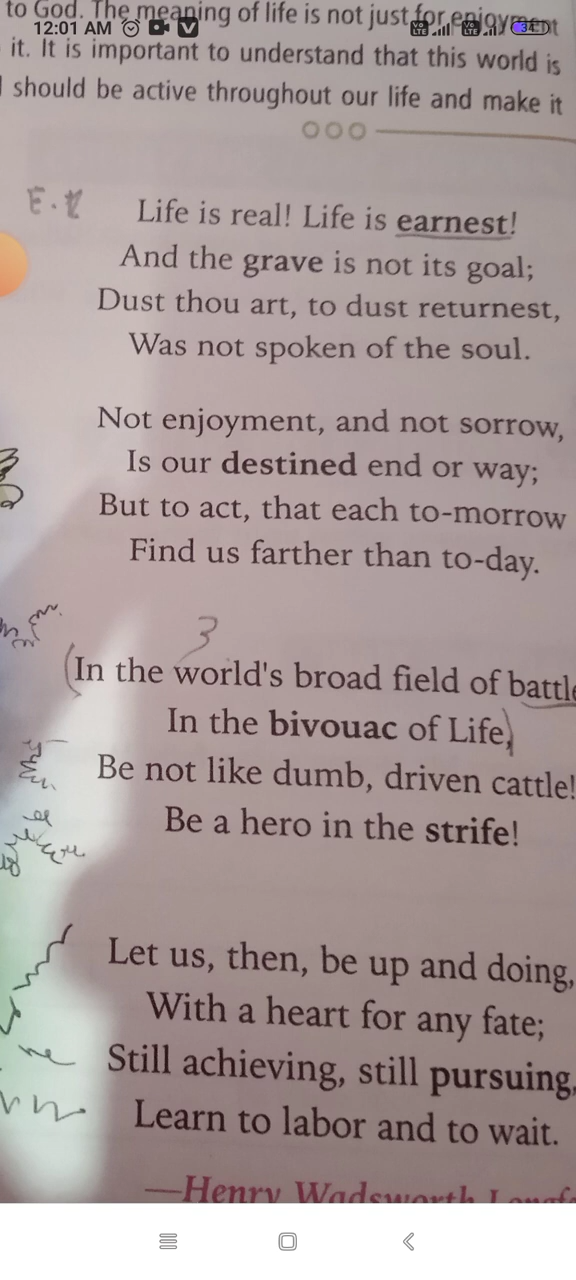 to God. The meaning of life is not just for enjoyment
12:01 AM
34
it. It is important to understand that this world is
should be active throughout our life and make it
E.
Life is real! Life is earnest!
And the grave is not its goal;
Dust thou art, to dust returnest,
Was not spoken of the soul.
Not enjoyment, and not sorrow,
Is our destined end or way;
But to act, that each to-morrow
Find us farther than to-day.
3
(In the world's broad field of battle
In the bivouac of Life,)
Be not like dumb, driven cattle!
Be a hero in the strife!
Let us, then, be up and doing,
With a heart for any fate;
Still achieving, still pursuing,
Learn to labor and to wait.
—Henry Wadsworth